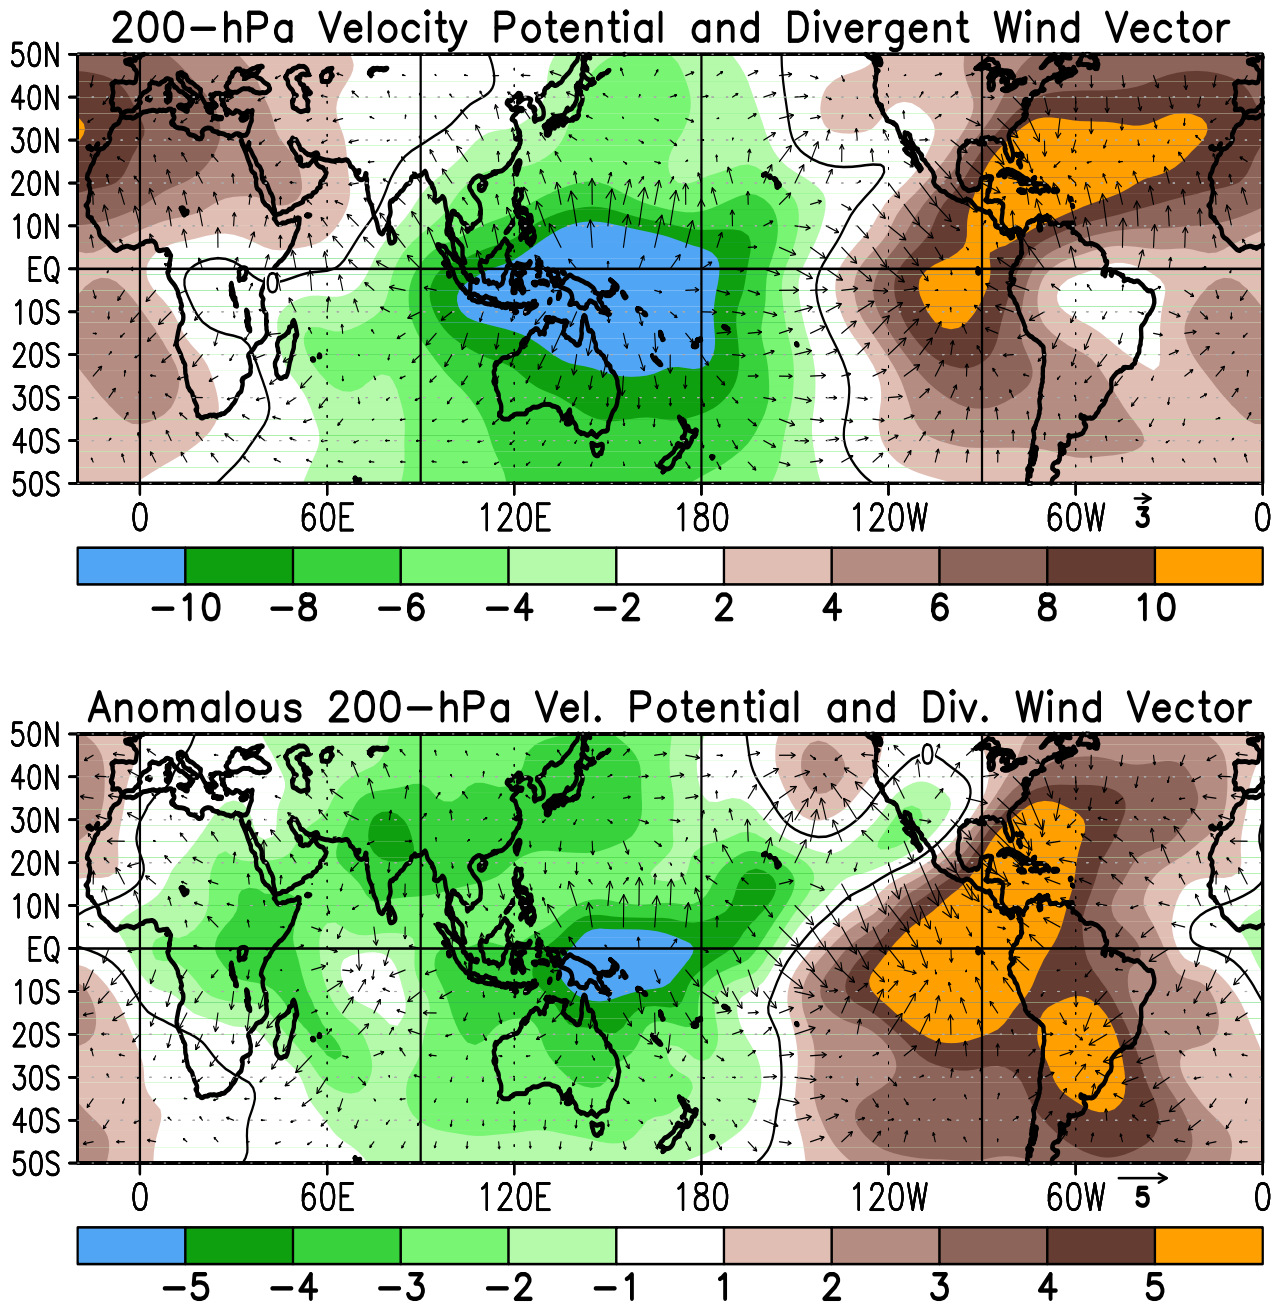 200-hPa Velocity Potential and Divergent Wind Vector
50N
40N
30N
20N
10N
EQ
10S
20S
30S
40S
50S
0
0 60E 120E 180 120W 60W 0
3
-10 -8 -6 -4 -2 2 4 6 8 10
Anomalous 200-hPa Vel. Potential and Div. Wind Vector
50N
40N
30N
20N
10N
EQ
10S
20S
30S
40S
50S
0
0 60E 120E 180 120W 60W 0
5
-5 -4 -3 -2 -1 1 2 3 4 5